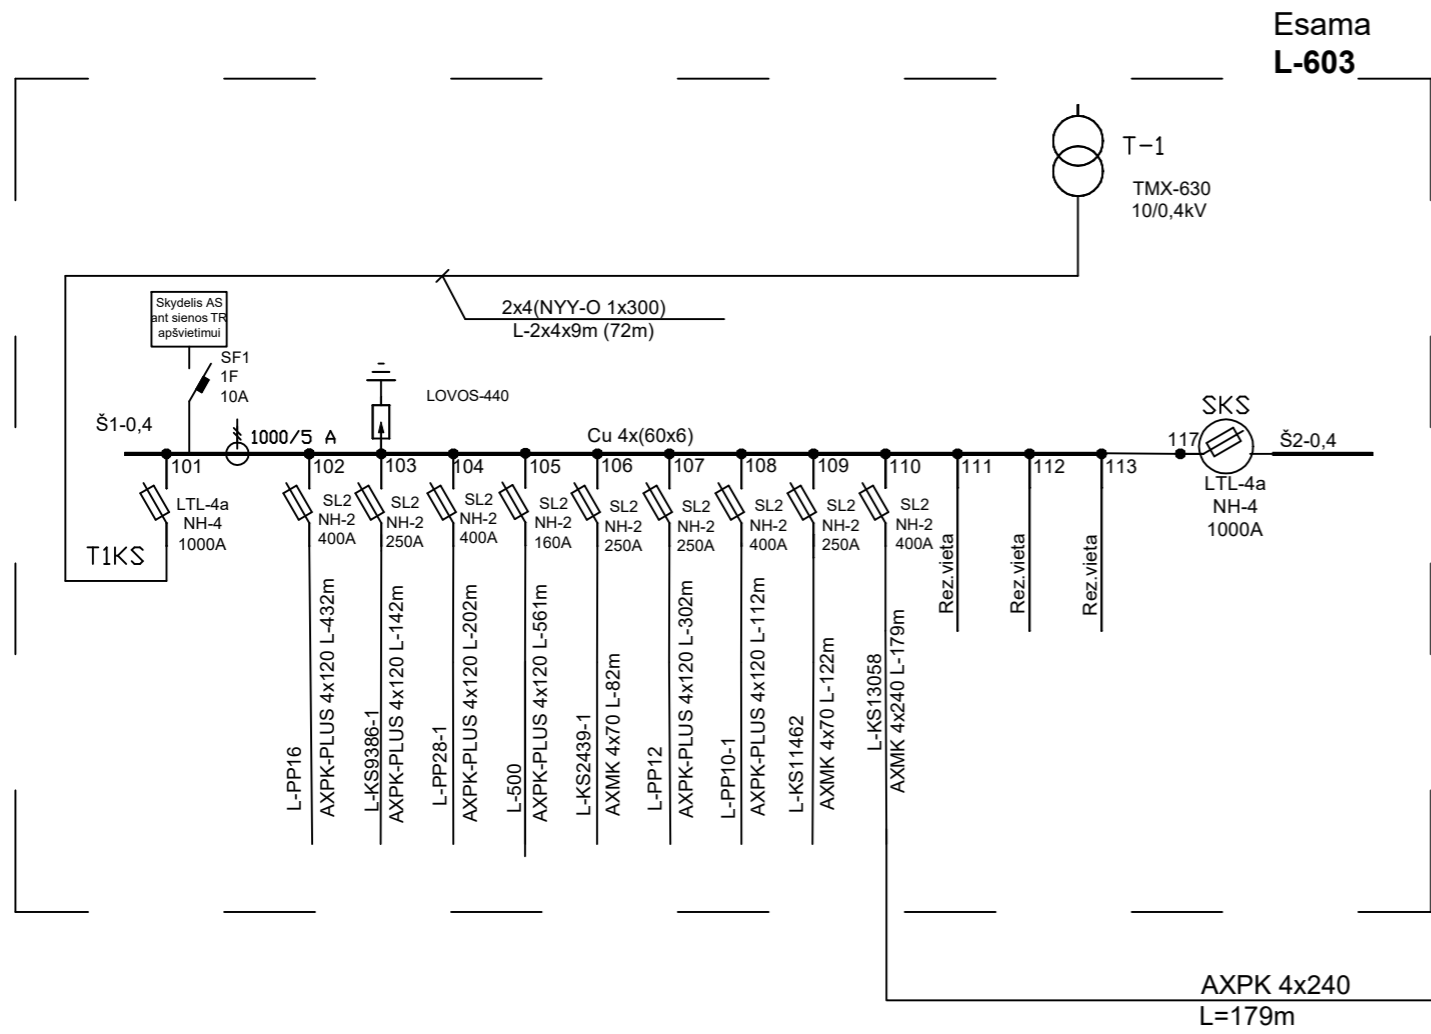 Esama
L-603
T-1
TMX-630
10/0,4kV
2x4(NYY-O 1x300)
L-2x4x9m (72m)
Skydelis AS
ant sienos TR
apšvietimui
SF1
1F
10A
LOVOS-440
Š1-0,4
1000/5 A
Cu 4x(60x6)
SKS
117
Š2-0,4
LTL-4a
NH-4
1000A
101
102
103
104
105
106
107
108
109
110
111
112
113
LTL-4a
NH-4
1000A
T1KS
SL2
NH-2
400A
SL2
NH-2
250A
SL2
NH-2
400A
SL2
NH-2
160A
SL2
NH-2
250A
SL2
NH-2
250A
SL2
NH-2
400A
SL2
NH-2
250A
SL2
NH-2
400A
L-PP16
AXPK-PLUS 4x120 L-432m
L-KS9386-1
AXPK-PLUS 4x120 L-142m
L-PP28-1
AXPK-PLUS 4x120 L-202m
L-500
AXPK-PLUS 4x120 L-561m
L-KS2439-1
AXMK 4x70 L-82m
L-PP12
AXPK-PLUS 4x120 L-302m
L-PP10-1
AXPK-PLUS 4x120 L-112m
L-KS11462
AXMK 4x70 L-122m
L-KS13058
AXMK 4x240 L-179m
Rez.vieta
Rez.vieta
Rez.vieta
AXPK 4x240
L=179m